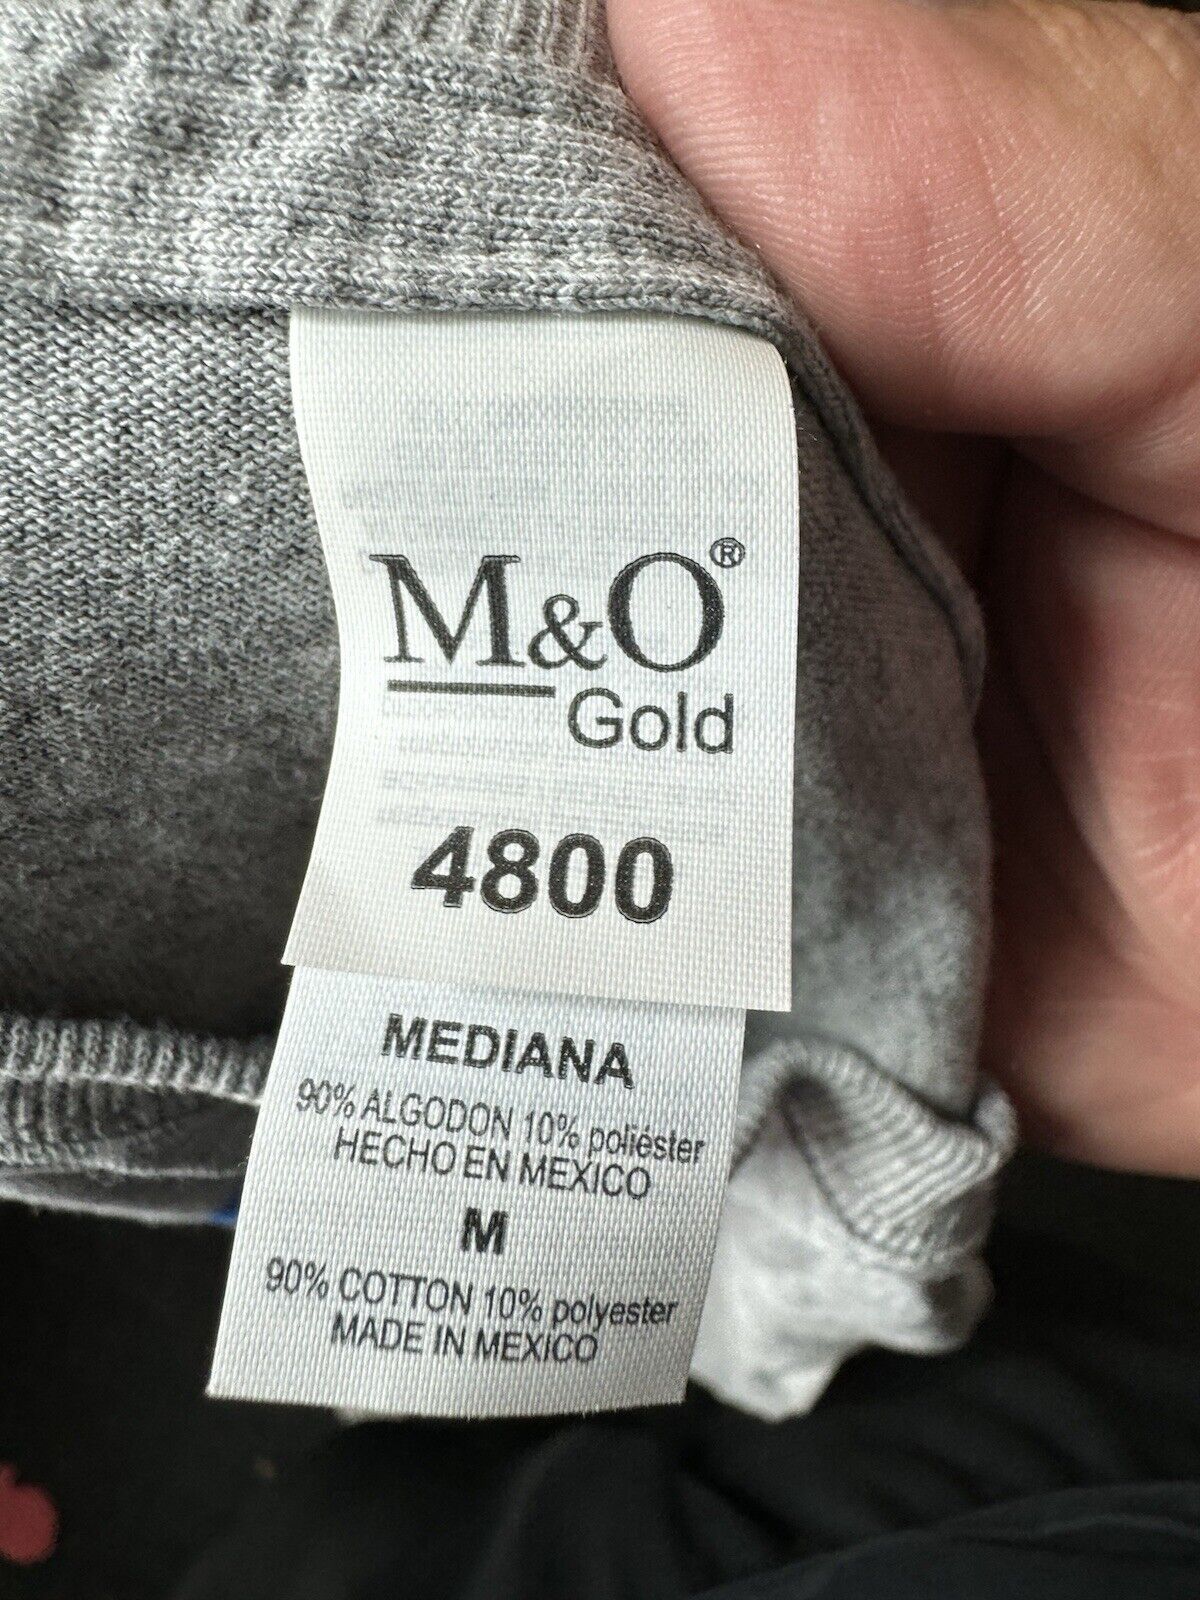 M&O®
Gold
4800
MEDIANA
90% ALGODON 10% poliéster
HECHO EN MEXICO
M
90% COTTON 10% polyester
MADE IN MEXICO